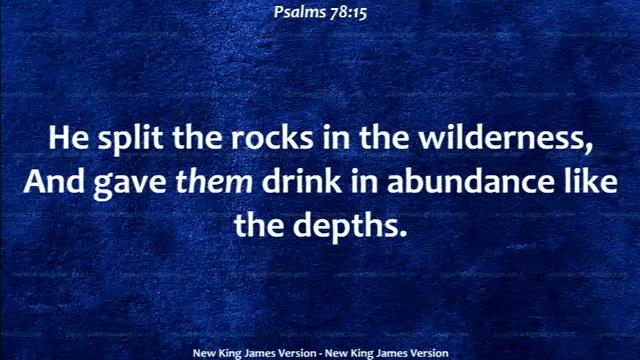 Psalms 78:15
He split the rocks in the wilderness,
And gave them drink in abundance like
the depths.
New King James Version - New King James Version